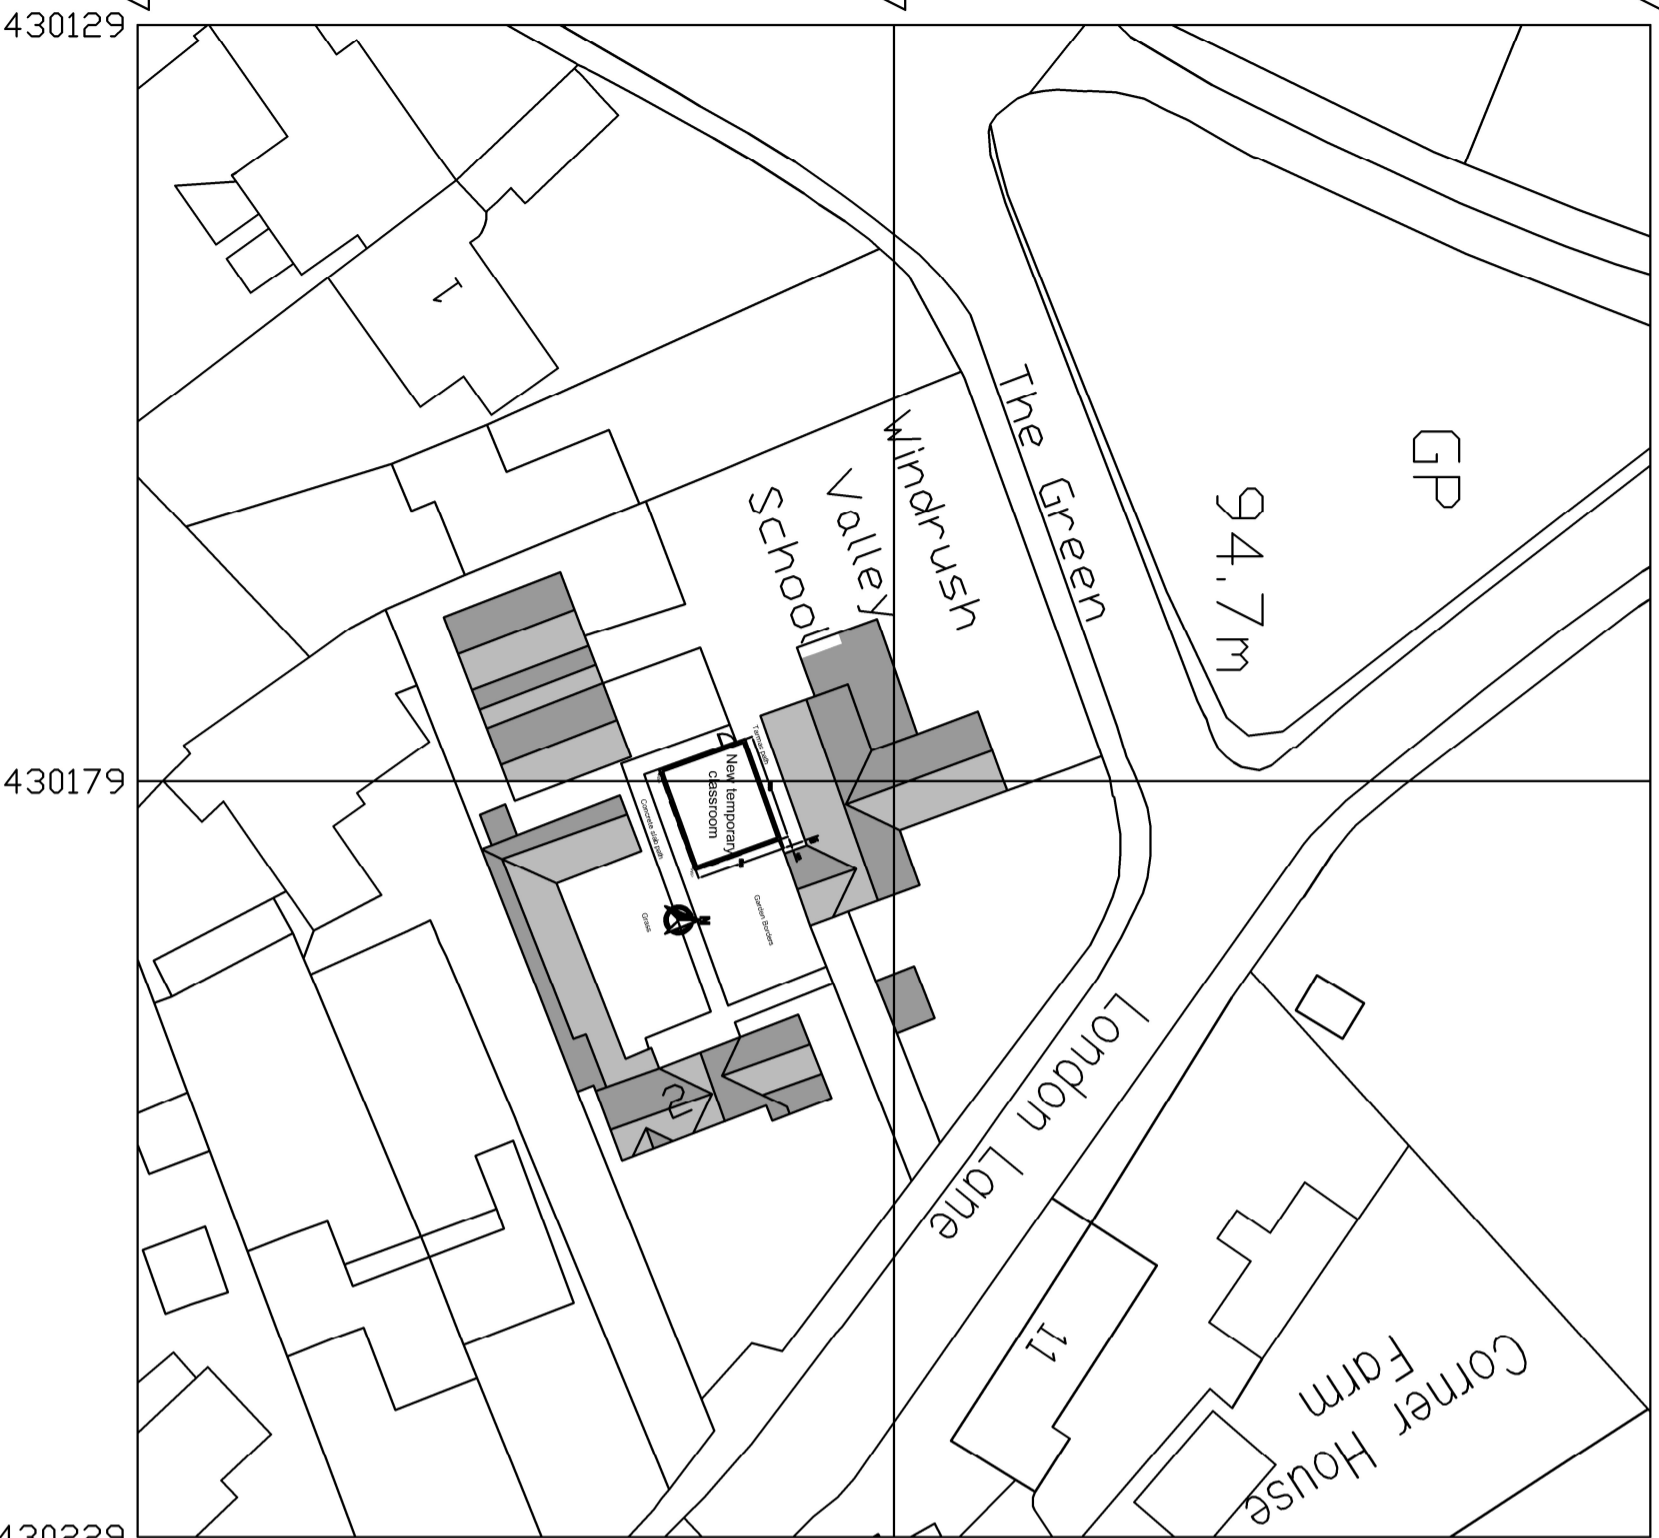 430129
1
The Green
GP
94.7m
Windrush
Valley
School
430179
Tarmac path
New temporary
classroom
Concrete slab path
Garden Borders
Grass
N
London Lane
2
11
Corner House
Farm
430229